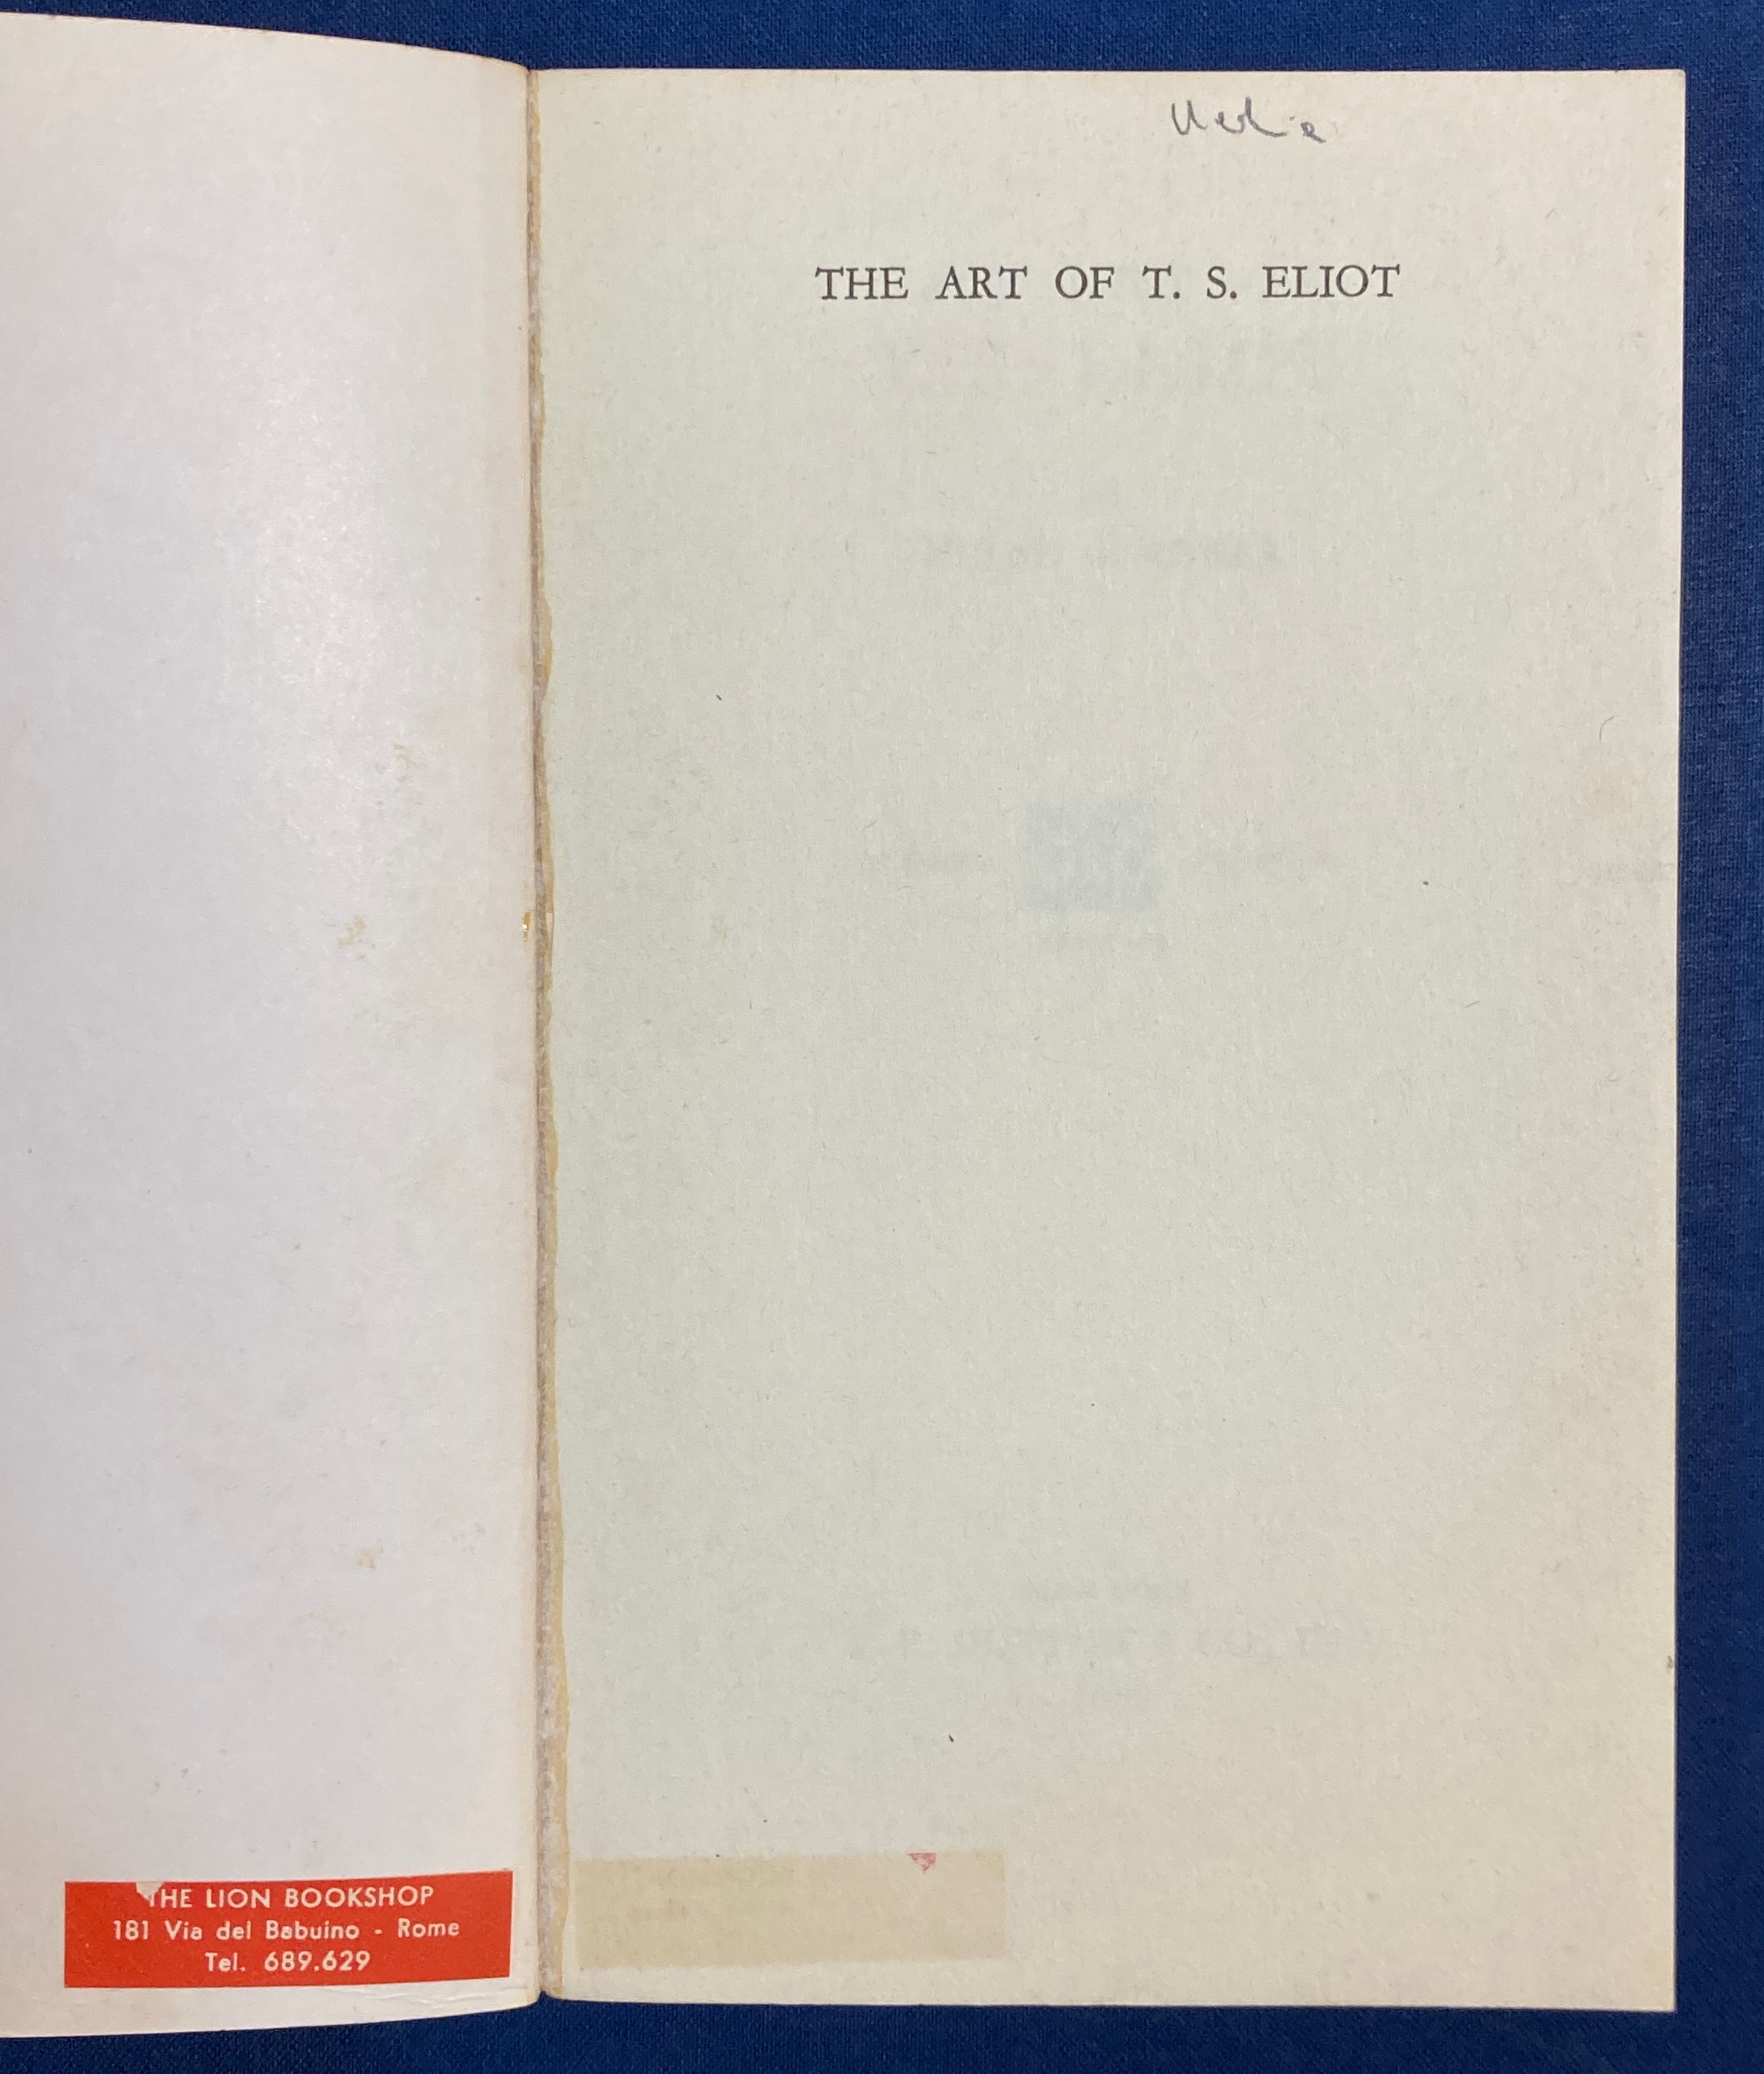 THE ART OF T. S. ELIOT
THE LION BOOKSHOP
181 Via del Babuino - Rome
Tel. 689.629